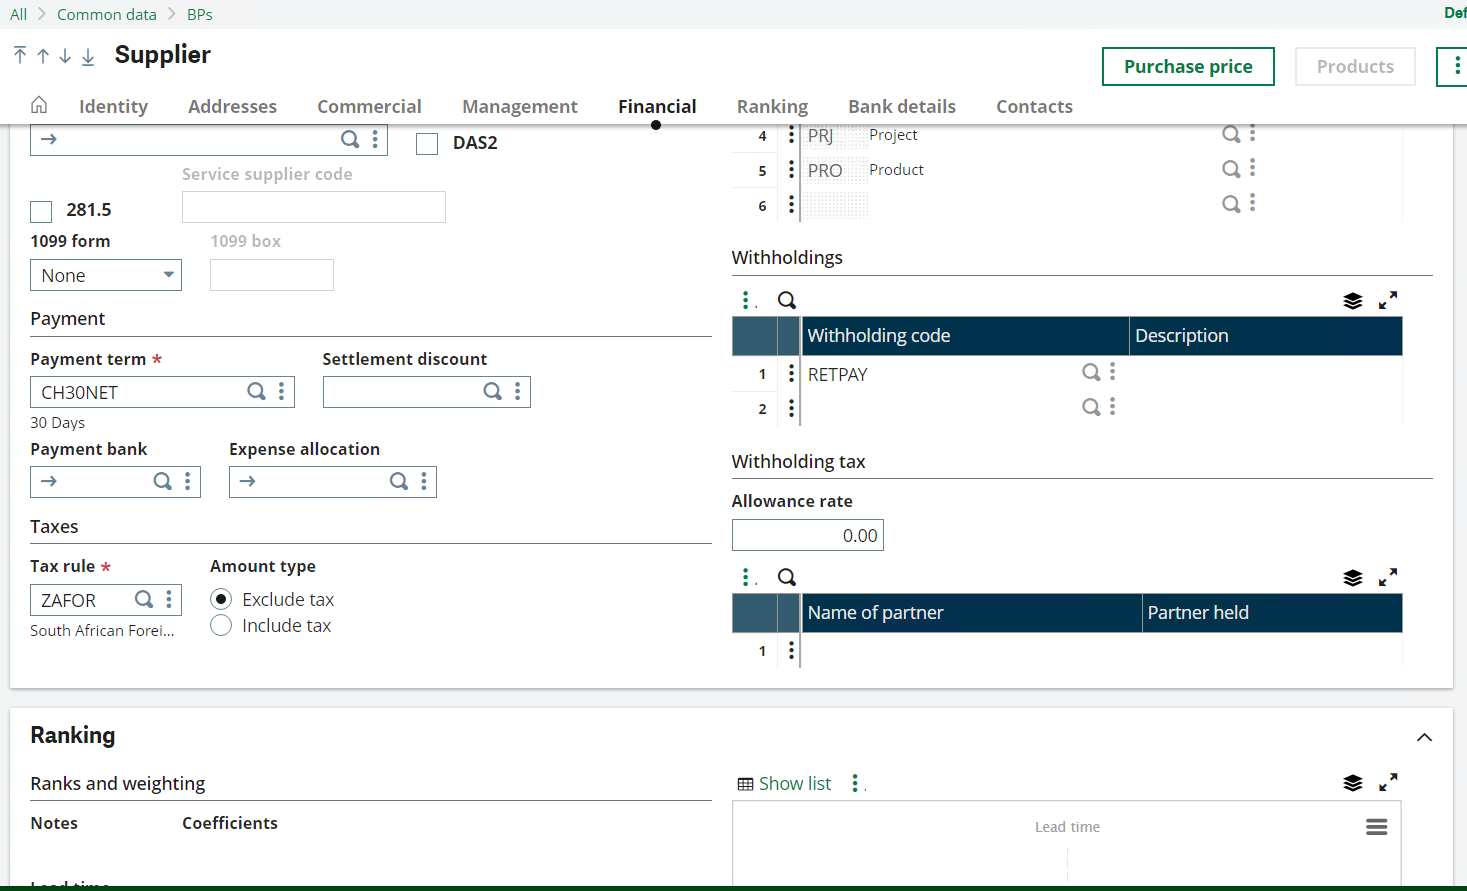 All > Common data > BPs
Def
Supplier
Purchase price
Products
Identity
Addresses
Commercial
Management
Financial
Ranking
Bank details
Contacts
DAS2
Service supplier code
281.5
1099 form
1099 box
None
Payment
Payment term *
Settlement discount
CH30NET
30 Days
Payment bank
Expense allocation
Taxes
Tax rule *
Amount type
ZAFOR
Exclude tax
South African Forei...
Include tax
4 PRJ Project
5 PRO Product
6
Withholdings
Withholding code
Description
1 RETPAY
2
Withholding tax
Allowance rate
0.00
Name of partner
Partner held
1
Ranking
Ranks and weighting
Notes
Coefficients
Show list
Lead time
Lead time